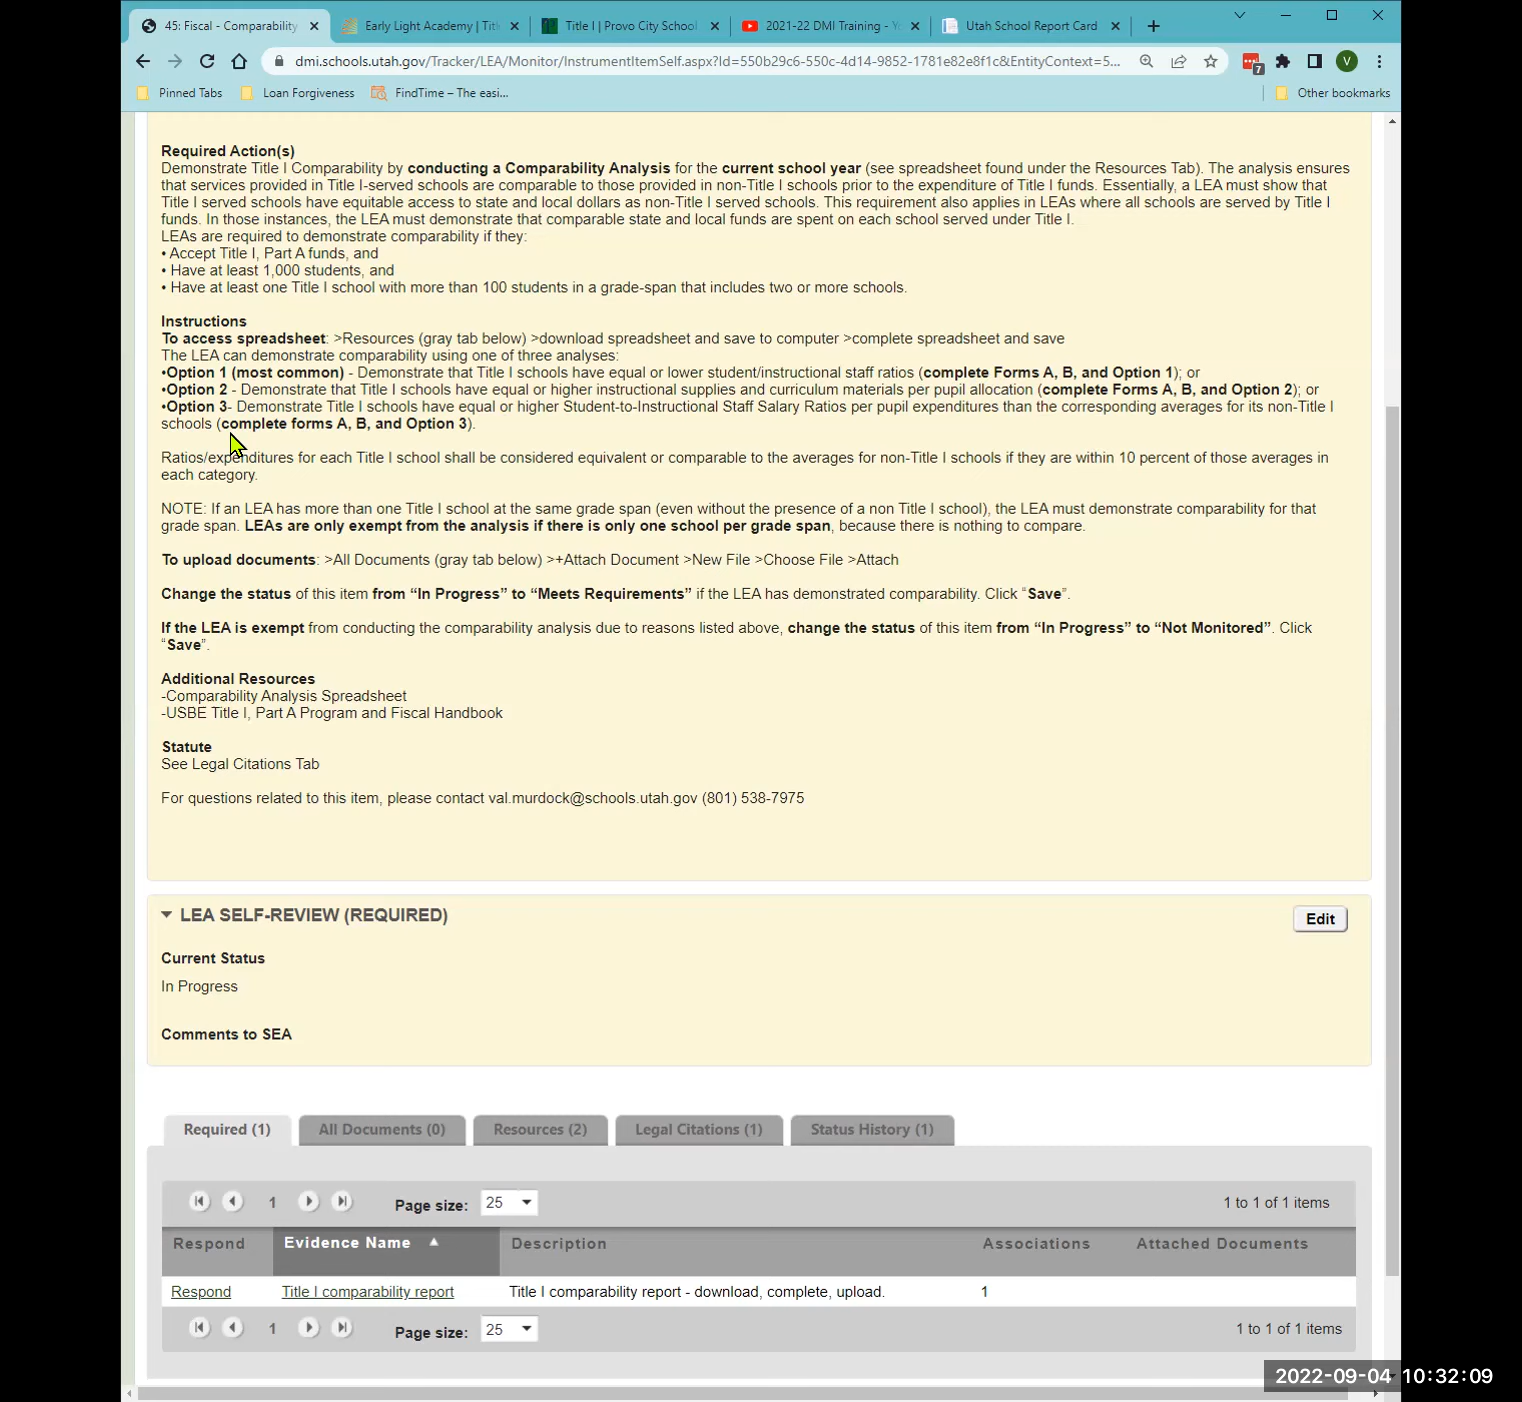 45: Fiscal - Comparability
Early Light Academy | Titl
Title I | Provo City School
2021-22 DMI Training - Y
Utah School Report Card
dmi.schools.utah.gov/Tracker/LEA/Monitor/InstrumentItemSelf.aspx?Id=550b29c6-550c-4d14-9852-1781e82e8f1c&EntityContext=5...
7
V
Pinned Tabs
Loan Forgiveness
FindTime – The easi...
Other bookmarks
Required Action(s)
Demonstrate Title I Comparability by conducting a Comparability Analysis for the current school year (see spreadsheet found under the Resources Tab). The analysis ensures
that services provided in Title I-served schools are comparable to those provided in non-Title I schools prior to the expenditure of Title I funds. Essentially, a LEA must show that
Title I served schools have equitable access to state and local dollars as non-Title I served schools. This requirement also applies in LEAs where all schools are served by Title I
funds. In those instances, the LEA must demonstrate that comparable state and local funds are spent on each school served under Title I.
LEAs are required to demonstrate comparability if they:
• Accept Title I, Part A funds, and
• Have at least 1,000 students, and
• Have at least one Title I school with more than 100 students in a grade-span that includes two or more schools.
Instructions
To access spreadsheet: >Resources (gray tab below) >download spreadsheet and save to computer >complete spreadsheet and save
The LEA can demonstrate comparability using one of three analyses:
•Option 1 (most common) - Demonstrate that Title I schools have equal or lower student/instructional staff ratios (complete Forms A, B, and Option 1); or
•Option 2 - Demonstrate that Title I schools have equal or higher instructional supplies and curriculum materials per pupil allocation (complete Forms A, B, and Option 2); or
•Option 3- Demonstrate Title I schools have equal or higher Student-to-Instructional Staff Salary Ratios per pupil expenditures than the corresponding averages for its non-Title I
schools (complete forms A, B, and Option 3).
Ratios/expenditures for each Title I school shall be considered equivalent or comparable to the averages for non-Title I schools if they are within 10 percent of those averages in
each category.
NOTE: If an LEA has more than one Title I school at the same grade span (even without the presence of a non Title I school), the LEA must demonstrate comparability for that
grade span. LEAs are only exempt from the analysis if there is only one school per grade span, because there is nothing to compare.
To upload documents: >All Documents (gray tab below) >+Attach Document >New File >Choose File >Attach
Change the status of this item from “In Progress” to “Meets Requirements” if the LEA has demonstrated comparability. Click “Save”.
If the LEA is exempt from conducting the comparability analysis due to reasons listed above, change the status of this item from “In Progress” to “Not Monitored”. Click
“Save”.
Additional Resources
-Comparability Analysis Spreadsheet
-USBE Title I, Part A Program and Fiscal Handbook
Statute
See Legal Citations Tab
For questions related to this item, please contact val.murdock@schools.utah.gov (801) 538-7975
LEA SELF-REVIEW (REQUIRED)
Edit
Current Status
In Progress
Comments to SEA
Required (1)
All Documents (0)
Resources (2)
Legal Citations (1)
Status History (1)
1
Page size:
25
1 to 1 of 1 items
Respond
Evidence Name
Description
Associations
Attached Documents
Respond
Title I comparability report
Title I comparability report - download, complete, upload.
1
1
Page size:
25
1 to 1 of 1 items
2022-09-04 10:32:09